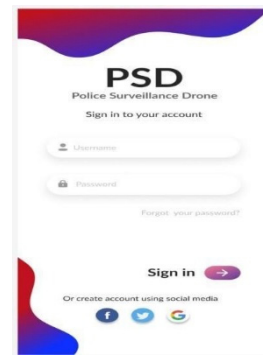 PSD
Police Surveillance Drone
Sign in to your account
Username
Password
Forgot your password?
Sign in
Or create account using social media
f
G